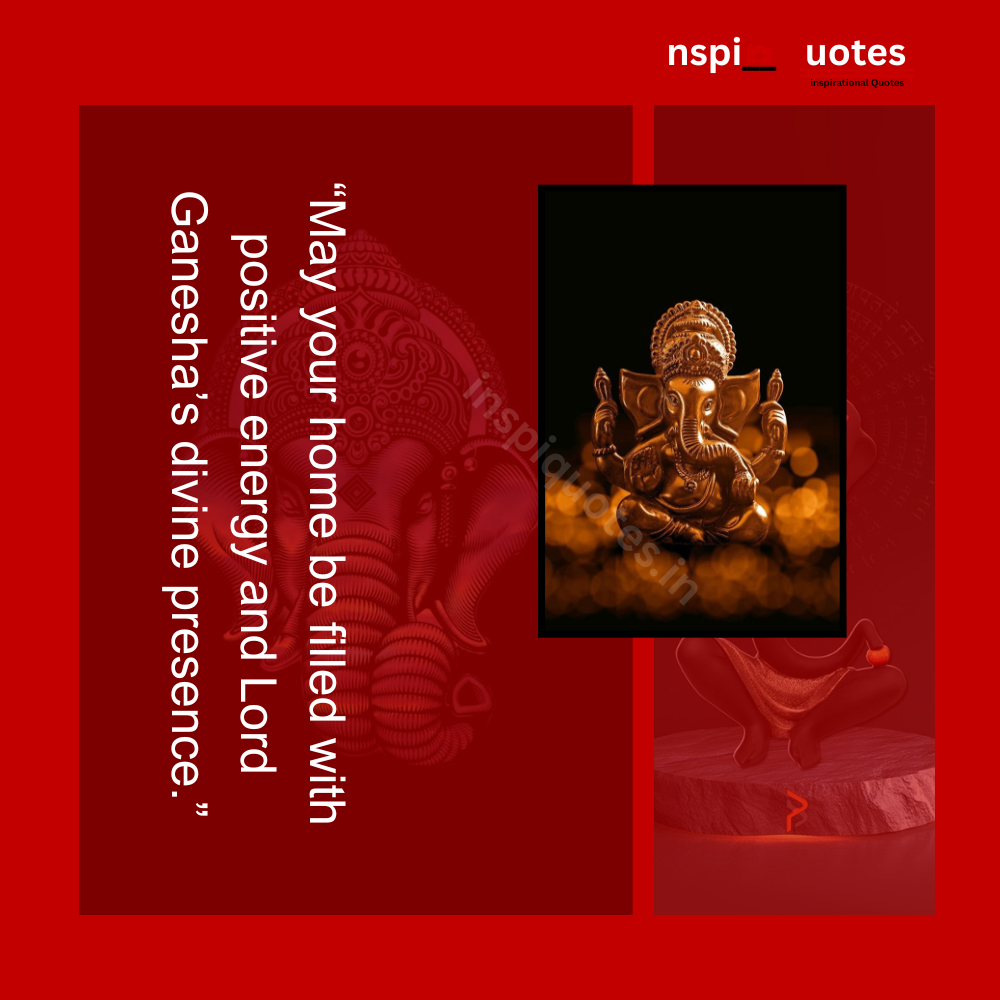 nspi__ uotes
inspirational Quotes
“May your home be filled with
positive energy and Lord
Ganesha’s divine presence.”
inspiquotes.in